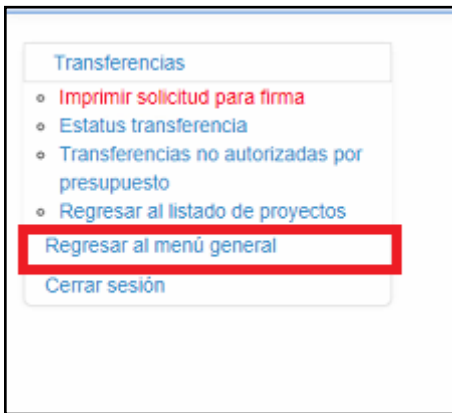 Transferencias
Imprimir solicitud para firma
Estatus transferencia
Transferencias no autorizadas por
presupuesto
Regresar al listado de proyectos
Regresar al menú general
Cerrar sesión